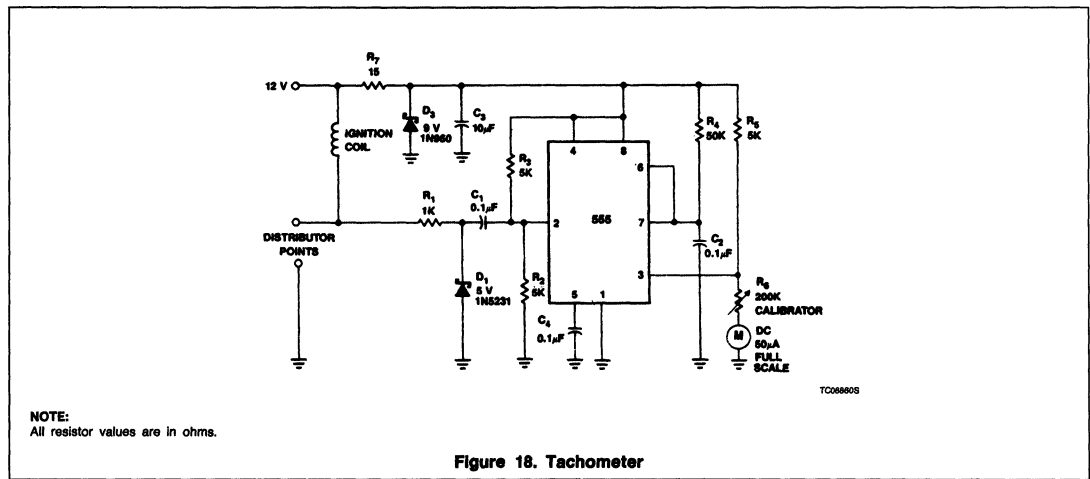 R7
15
12 V
D3
9 V
1N960
C3
10μF
R4
50K
R5
5K
IGNITION
COIL
4
8
R3
5K
6
R1
1K
C1
0.1μF
2
555
7
DISTRIBUTOR
POINTS
C2
0.1μF
D1
5 V
1N5231
R2
5K
3
R6
200K
CALIBRATOR
5
1
C4
0.1μF
M
DC
50μA
FULL
SCALE
TC08860S
NOTE:
All resistor values are in ohms.
Figure 18. Tachometer